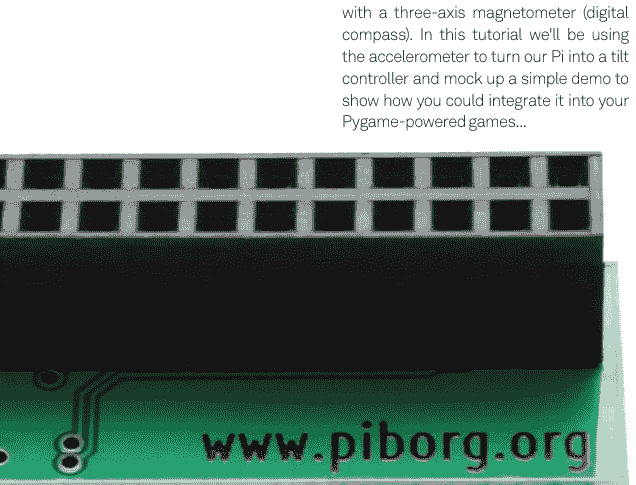 with a three-axis magnetometer (digital
compass). In this tutorial we'll be using
the accelerometer to turn our Pi into a tilt
controller and mock up a simple demo to
show how you could integrate it into your
Pygame-powered games...
www.piborg.org